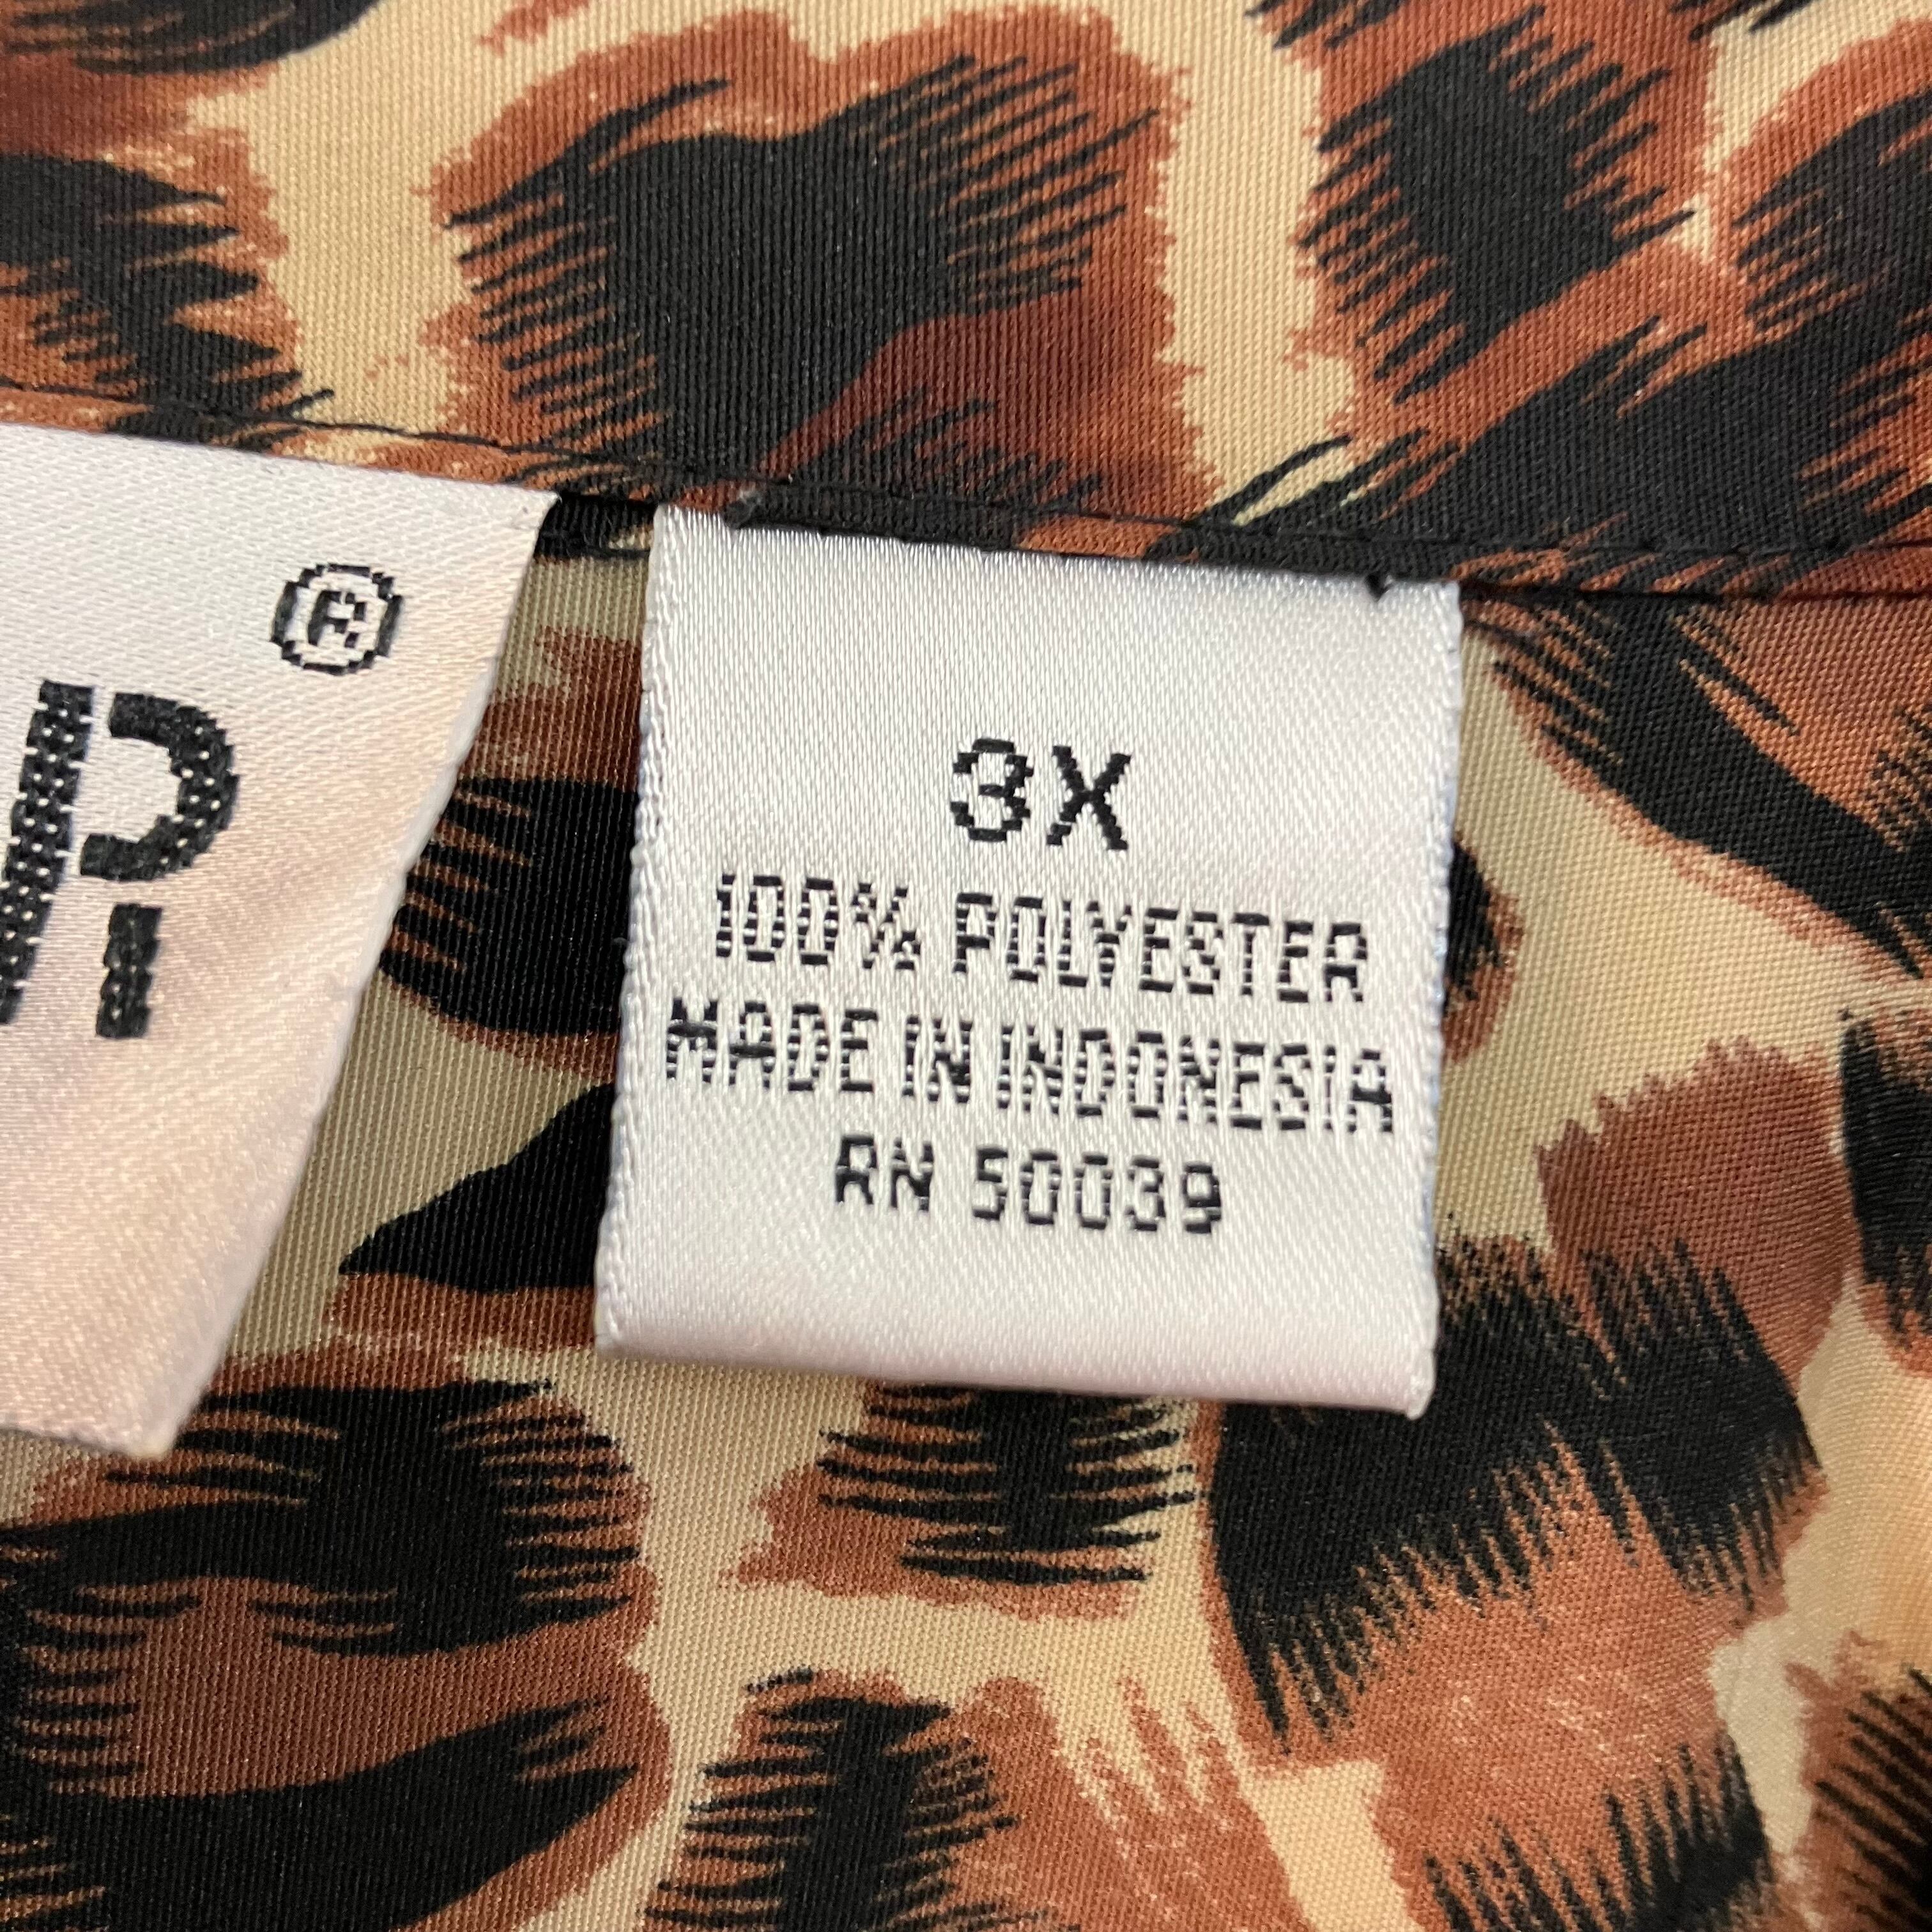 ®
3X
100% POLYESTER
MADE IN INDONESIA
RN 50039